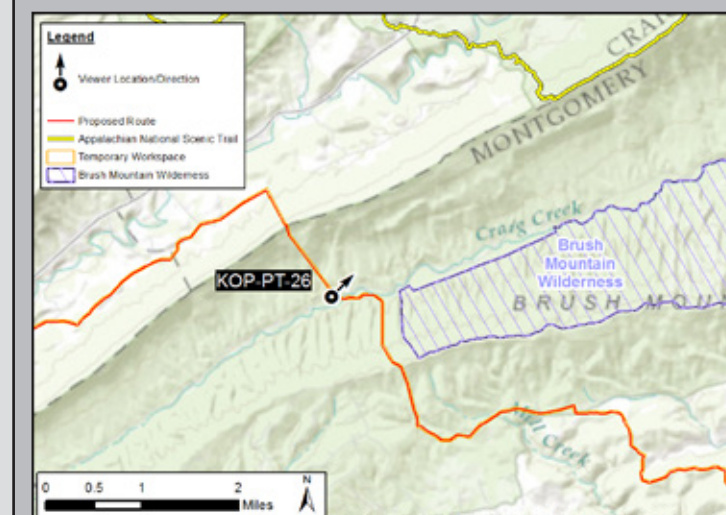 Legend
Viewer Location/Direction
Proposed Route
Appalachian National Scenic Trail
Temporary Workspace
Brush Mountain Wilderness
CRAIG
MONTGOMERY
Craig Creek
Brush
Mountain
Wilderness
BRUSH MOU
KOP-PT-26
Mill Creek
0 0.5 1 2
Miles
N